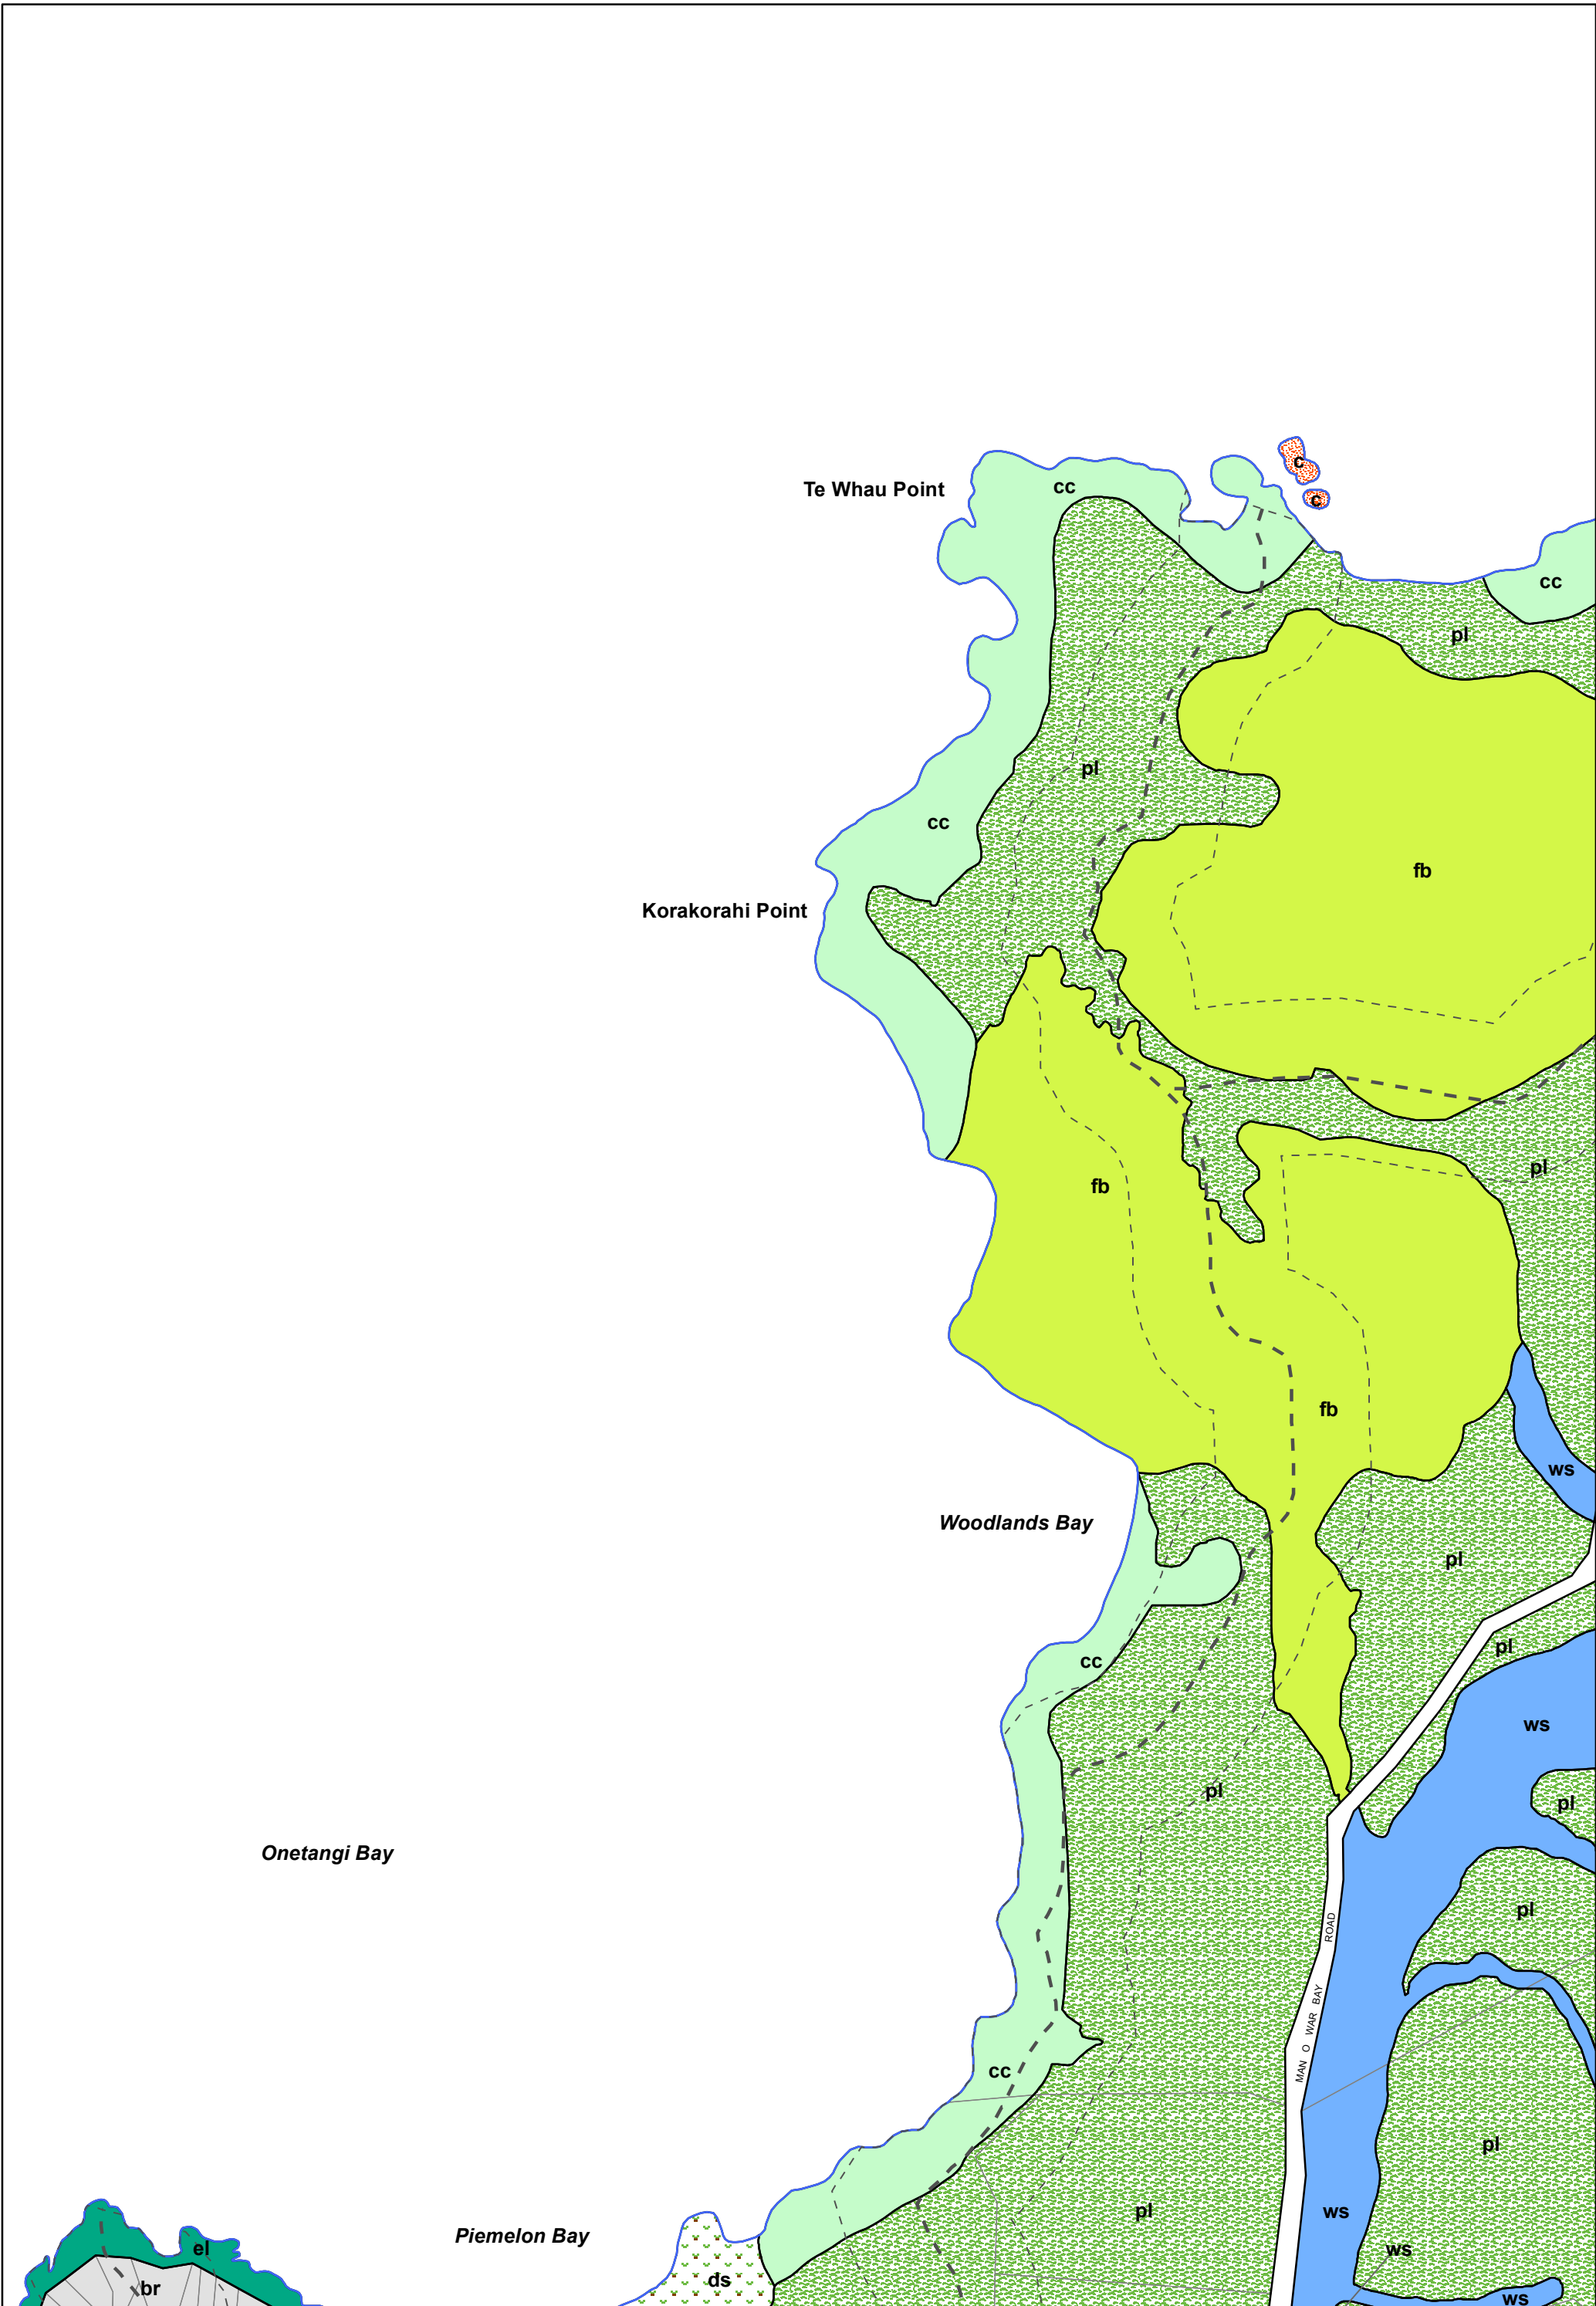 c
cc
Te Whau Point
c
cc
pl
pl
cc
fb
Korakorahi Point
pl
fb
fb
ws
Woodlands Bay
pl
pl
cc
ws
pl
pl
Onetangi Bay
pl
MAN O WAR BAY ROAD
cc
pl
pl
ws
Piemelon Bay
el
ws
ds
br
ws